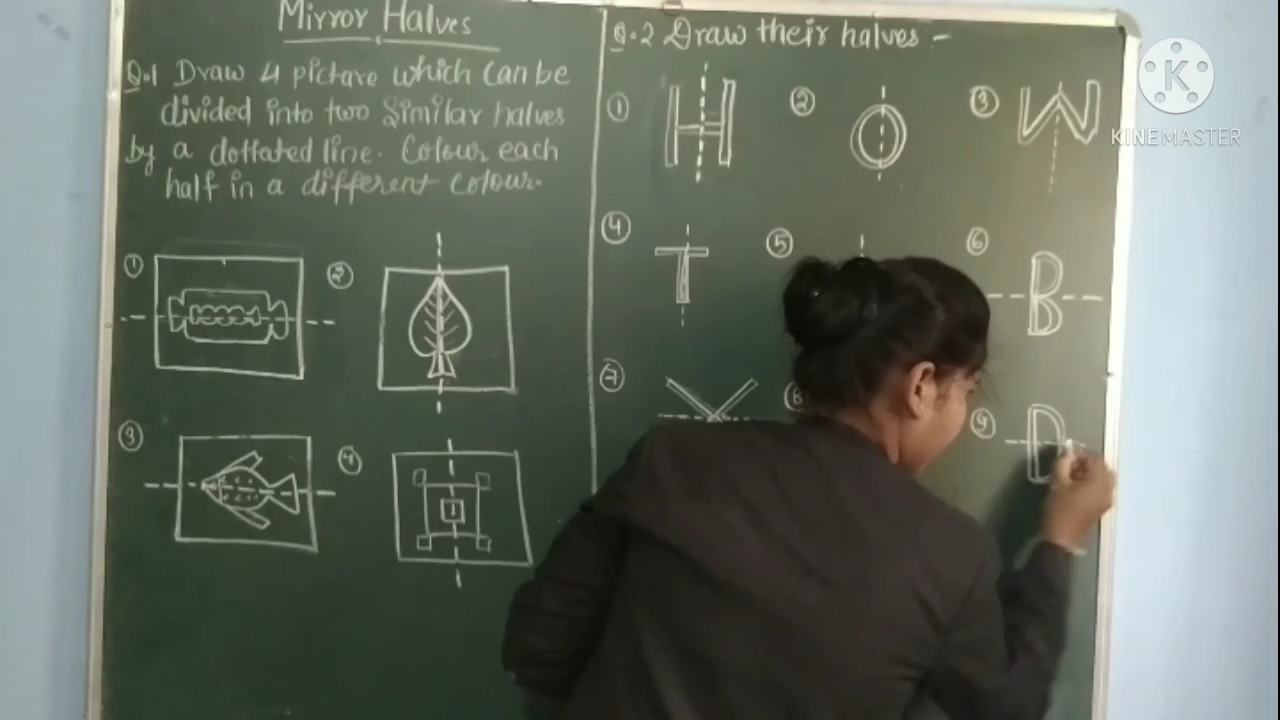 Mirror Halves
Q.1 Draw 4 picture which can be
divided into two similar halves
by a dottated line. Colour each
half in a different colour.
1 2
3 4
Q.2 Draw their halves -
1 H 2 O 3 W
4 T 5 6 B
7 8 9 D
K
KINEMASTER